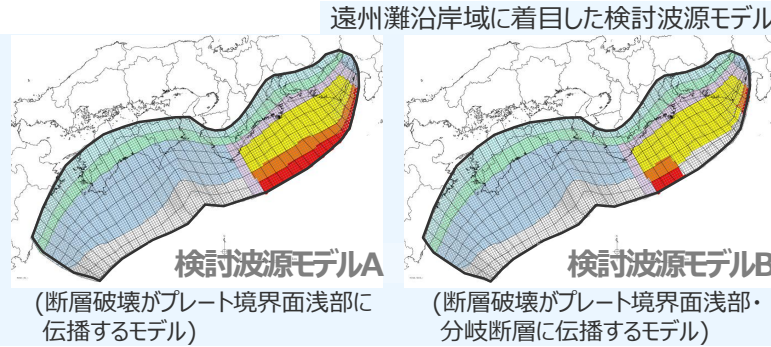 遠州灘沿岸域に着目した検討波源モデル
検討波源モデルA
検討波源モデルB
(断層破壊がプレート境界面浅部に
伝播するモデル)
(断層破壊がプレート境界面浅部・
分岐断層に伝播するモデル)